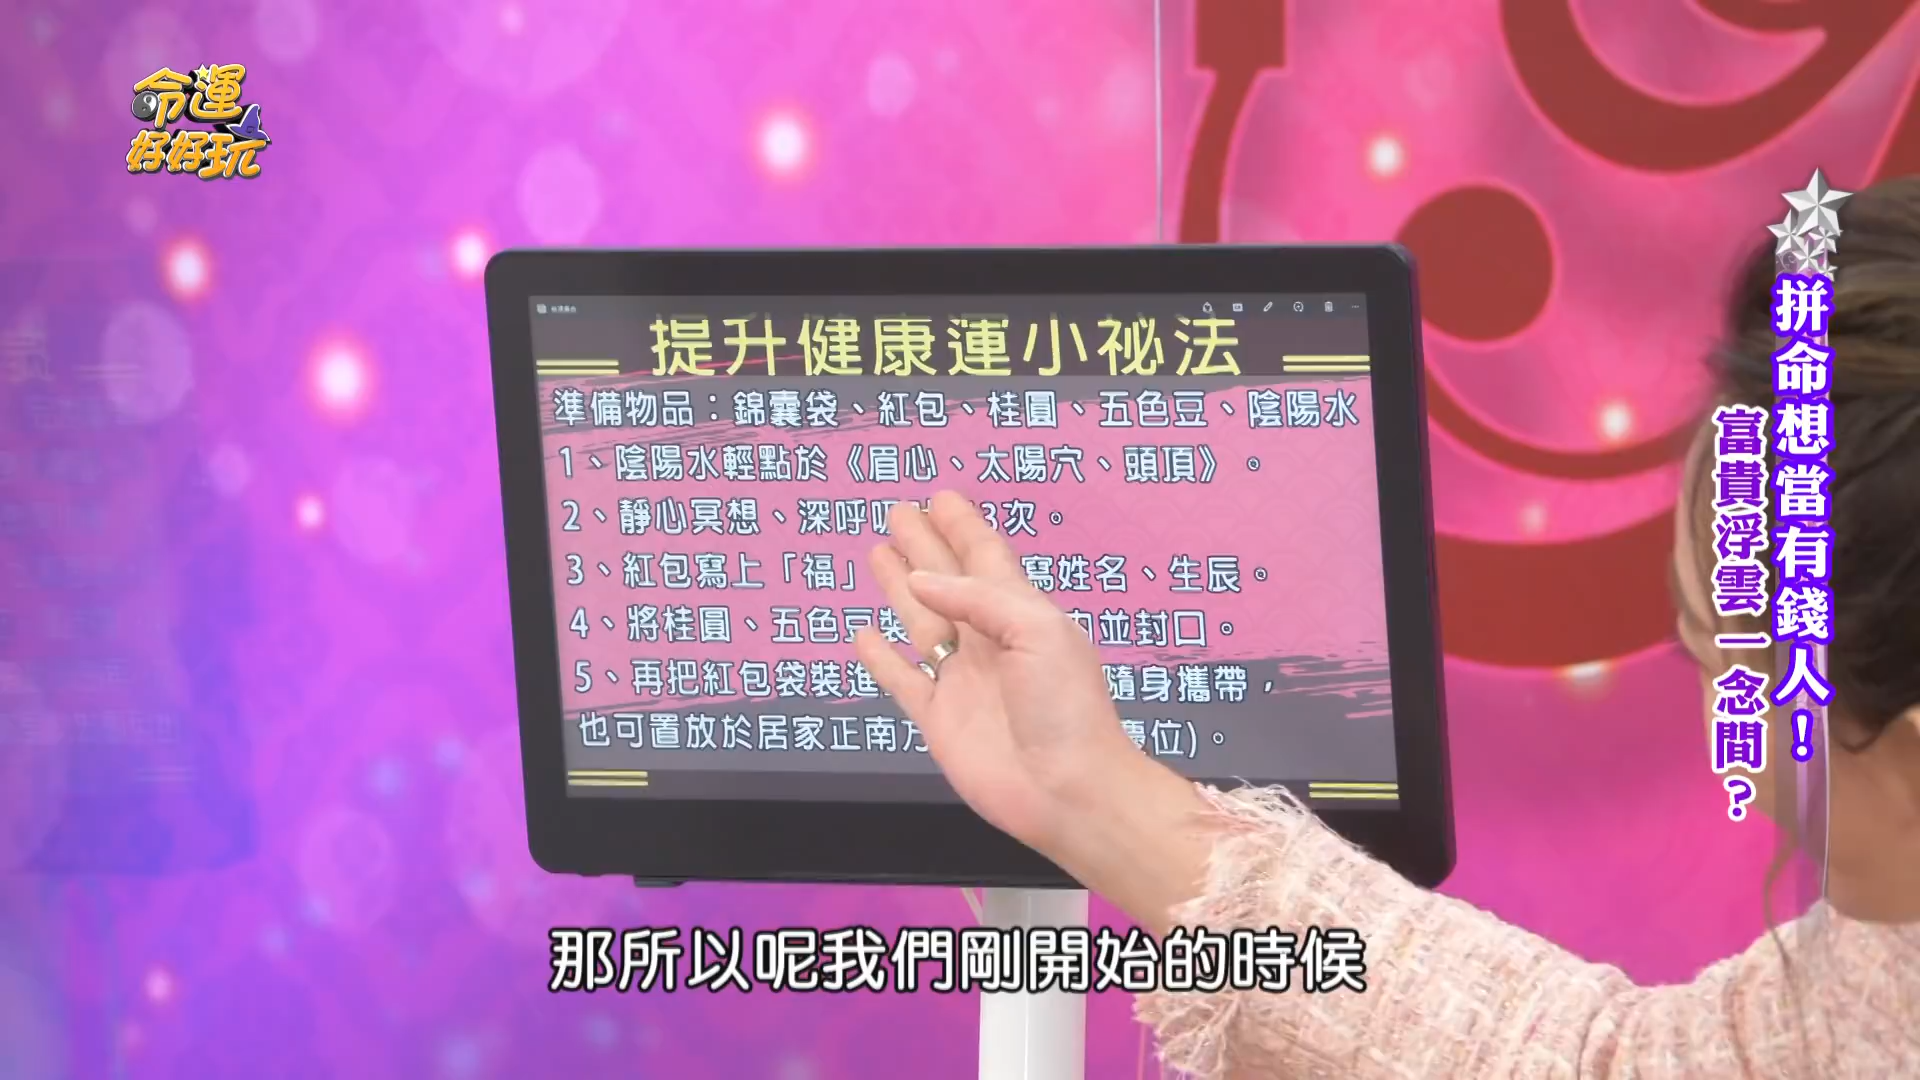 命運
好好玩
提升健康運小祕法
準備物品：錦囊袋、紅包、桂圓、五色豆、陰陽水
1、陰陽水輕點於《眉心、太陽穴、頭頂》。
2、靜心冥想、深呼吸 3次。
3、紅包寫上「福」 寫姓名、生辰。
4、將桂圓、五色豆裝 內並封口。
5、再把紅包袋裝進 隨身攜帶，
也可置放於居家正南方 慶位)。
拼命想當有錢人！
富貴浮雲一念間？
那所以呢我們剛開始的時候